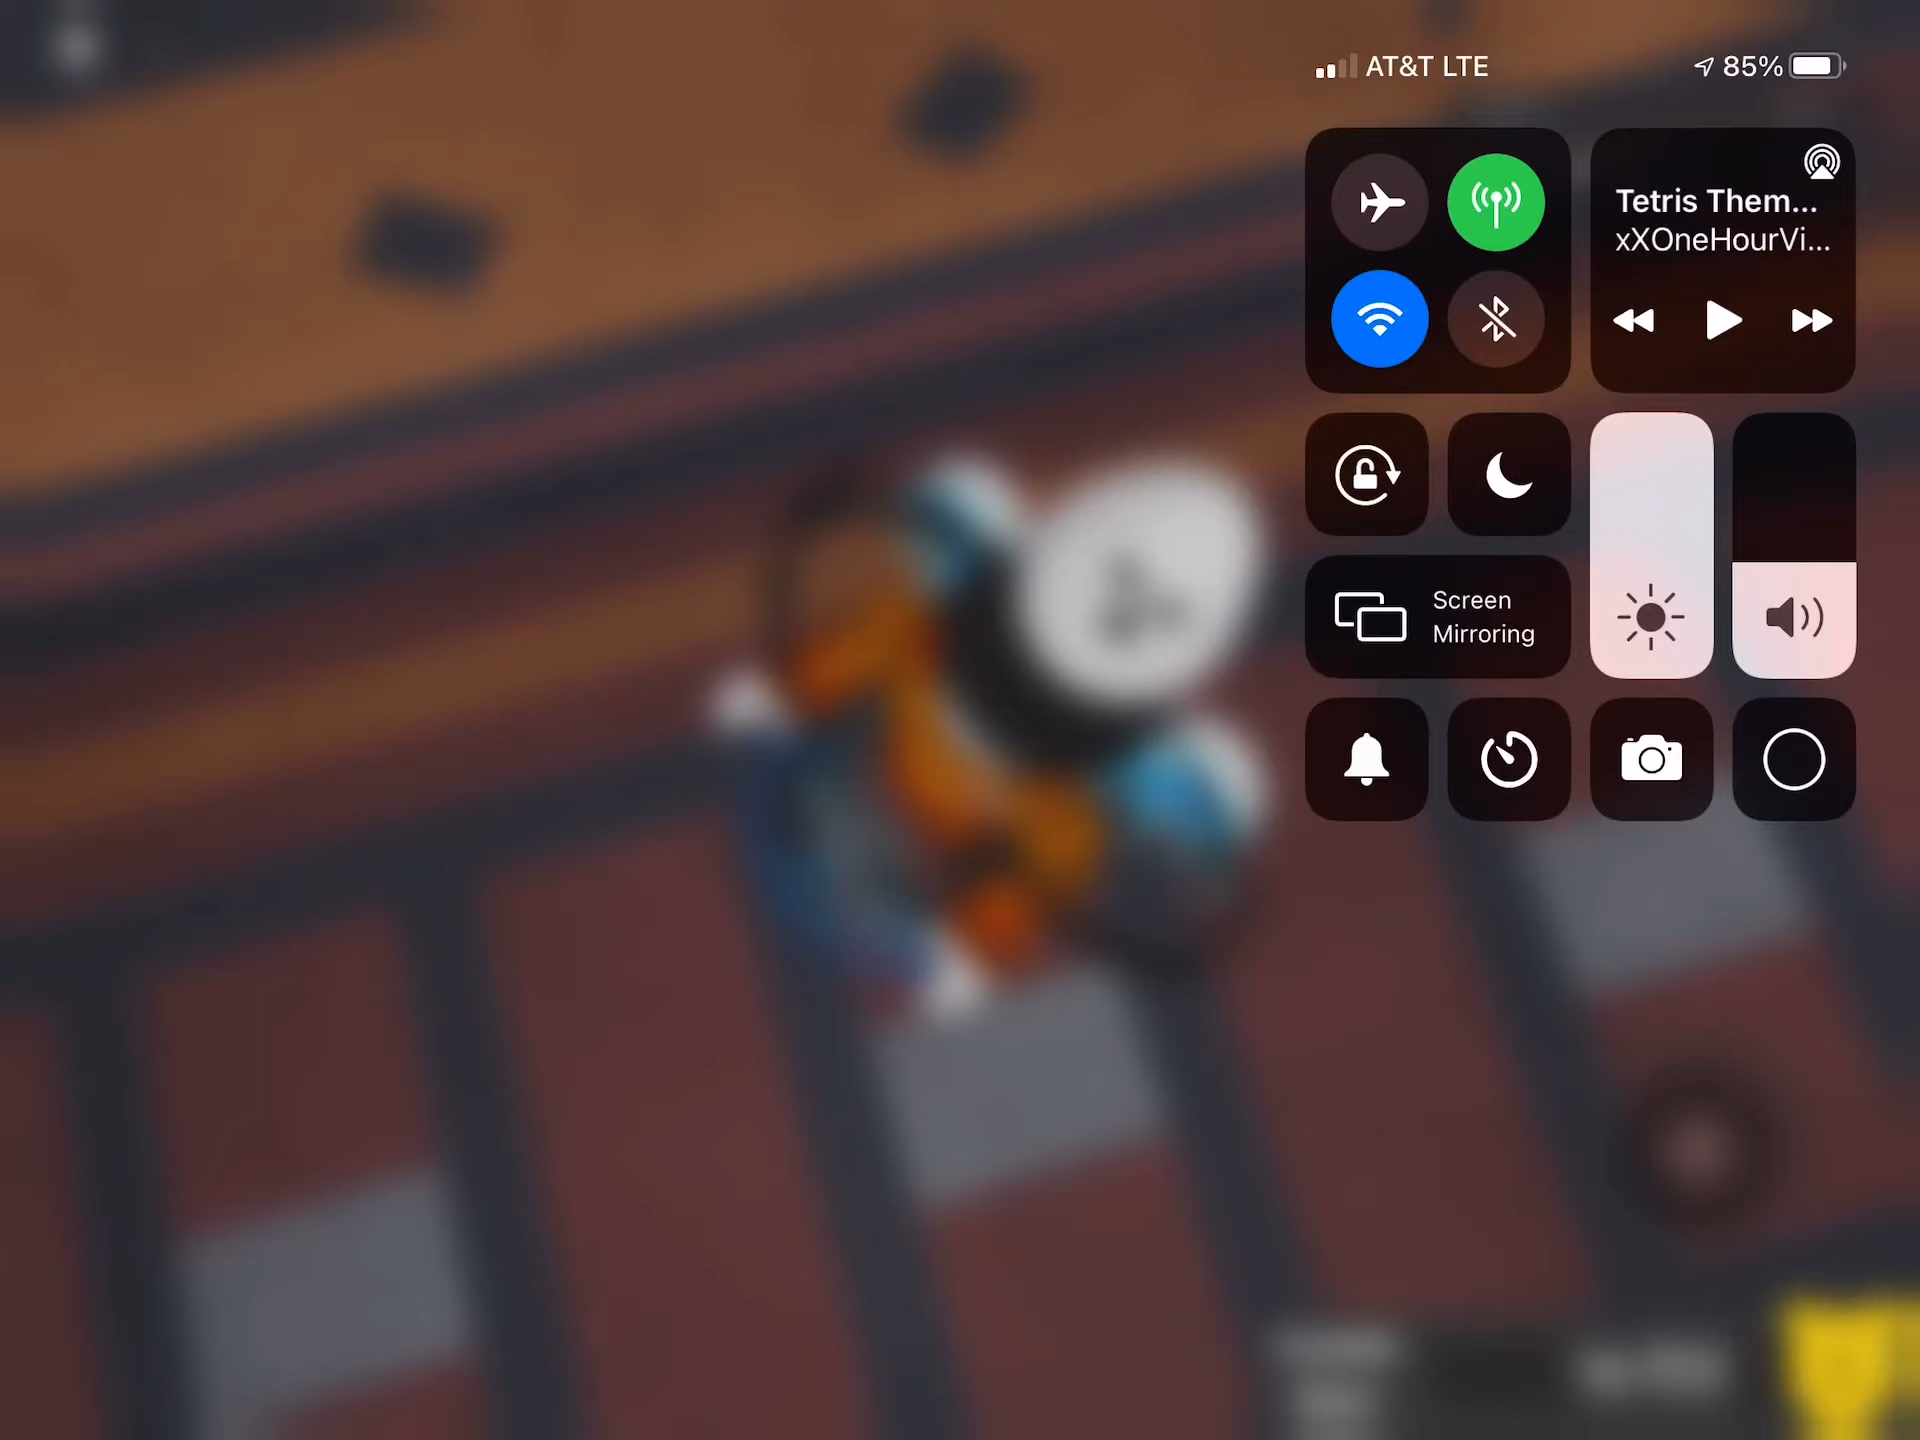 AT&T LTE
85%
Tetris Them...
xXOneHourVi...
Screen
Mirroring